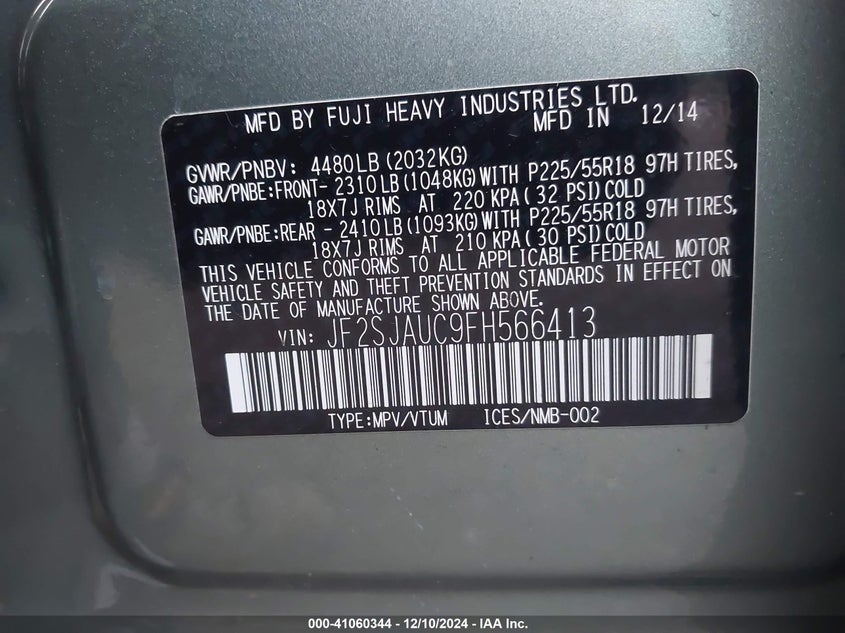 MFD BY FUJI HEAVY INDUSTRIES LTD.
MFD IN 12/14
GVWR/PNBV: 4480LB (2032KG)
GAWR/PNBE:FRONT- 2310LB (1048KG) WITH P225/55R18 97H TIRES,
18X7J RIMS AT 220 KPA ( 32 PSI) COLD
GAWR/PNBE:REAR - 2410LB (1093KG) WITH P225/55R18 97H TIRES,
18X7J RIMS AT 210 KPA ( 30 PSI) COLD
THIS VEHICLE CONFORMS TO ALL APPLICABLE FEDERAL MOTOR
VEHICLE SAFETY AND THEFT PREVENTION STANDARDS IN EFFECT ON
THE DATE OF MANUFACTURE SHOWN ABOVE.
VIN: JF2SJAUC9FH566413
TYPE:MPV/VTUM ICES/NMB-002
000-41060344 — 12/10/2024 — IAA Inc.